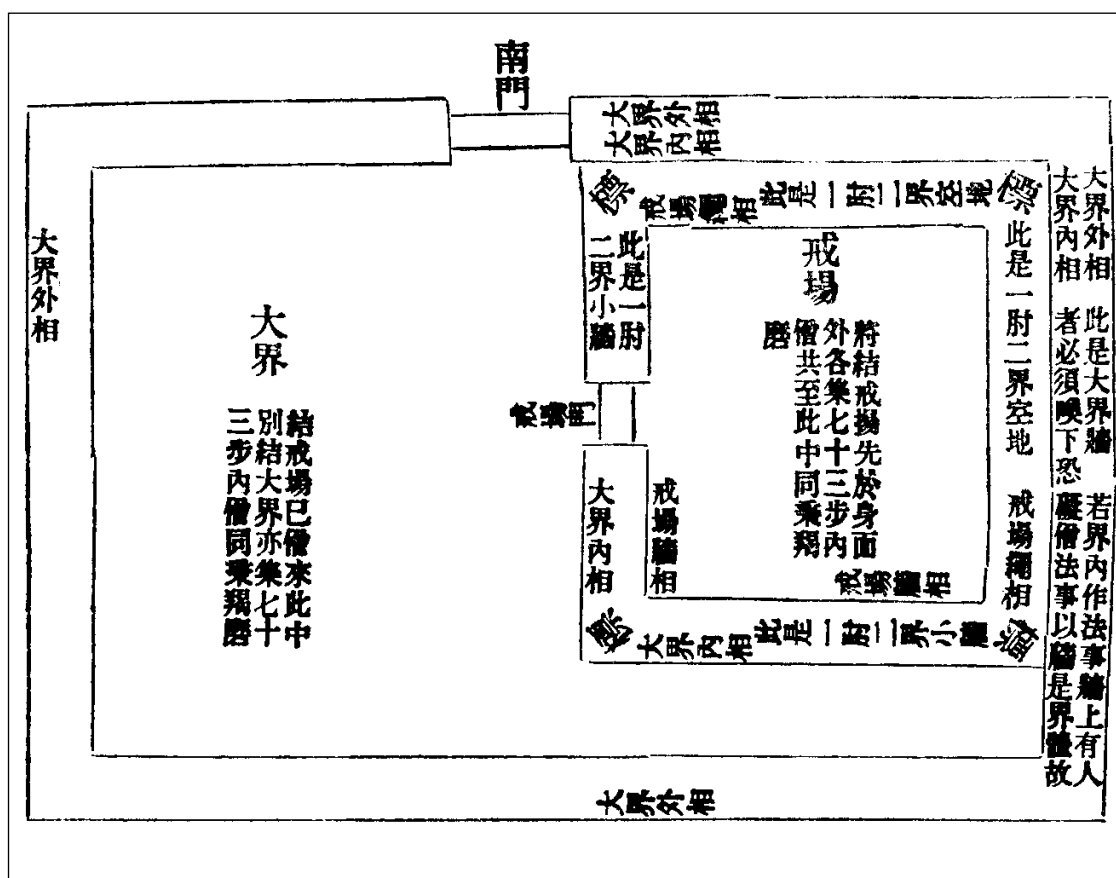 南門
大界外相
大界內相
大界外相 此是大界牆 若界內作法事牆上有人
大界內相 者必須喚下恐礙僧法事以牆是界體故
標
此是一肘二界空地 戒場繩相
標
此是一肘二界空地
戒場繩相
戒場
將結戒場先於身面
外各集七十三步內
僧共至此中同秉羯
磨
此是一肘
二界小牆
戒場門
戒場牆相
大界內相
戒場牆相
標
此是一肘二界小牆
大界內相
標
大界
結戒場已僧來此中
別結大界亦集七十
三步內僧同秉羯磨
大界外相
大界外相